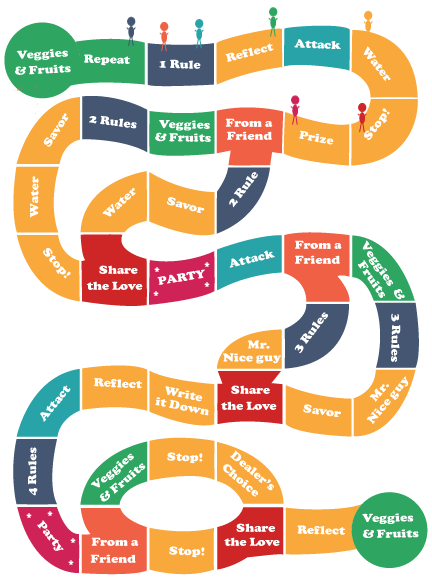 Veggies
& Fruits
Repeat
1 Rule
Reflect
Attack
Water
Stop!
Prize
From a
Friend
Veggies
& Fruits
2 Rules
Savor
Water
Stop!
Share
the Love
Water
Savor
2 Rule
PARTY
Attack
From a
Friend
Veggies &
Fruits
3 Rules
Mr.
Nice guy
Savor
3 Rules
Mr.
Nice guy
Share
the Love
Write
it Down
Reflect
Attact
4 Rules
Party
From a
Friend
Veggies
& Fruits
Stop!
Dealer's
Choice
Stop!
Share
the Love
Reflect
Veggies
& Fruits